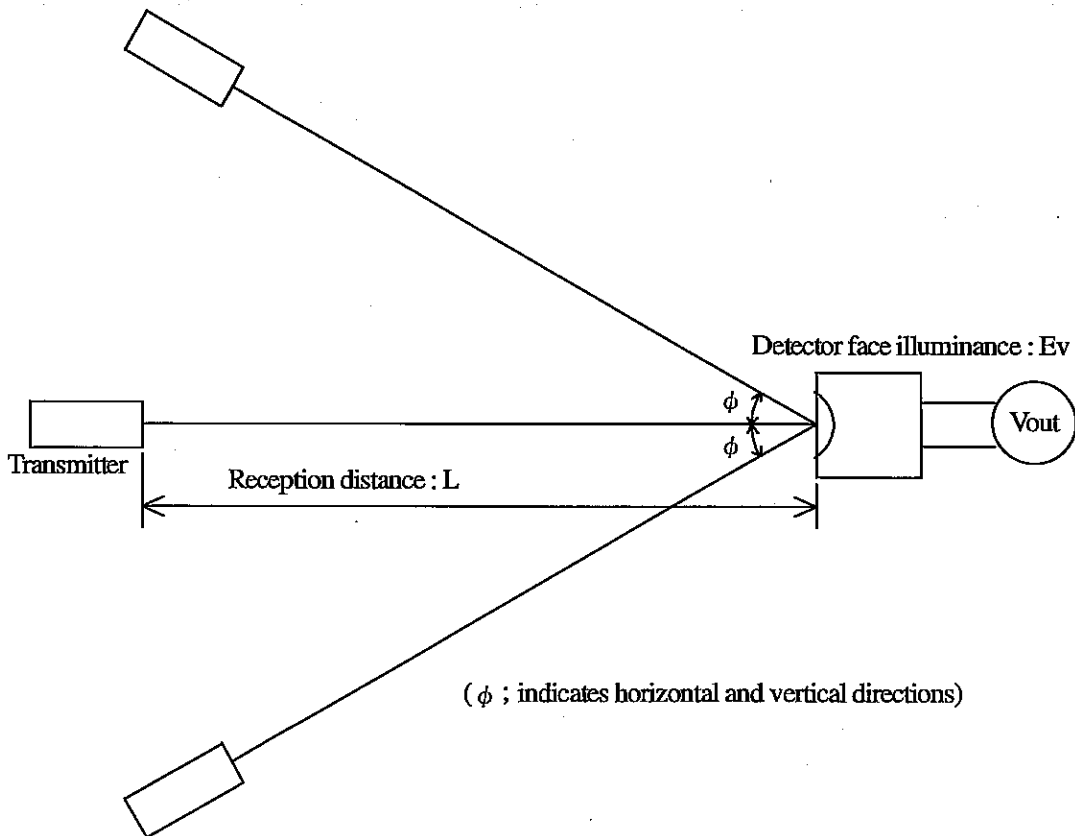 Detector face illuminance : Ev
ϕ
Vout
ϕ
Transmitter
Reception distance : L
( ϕ ; indicates horizontal and vertical directions)